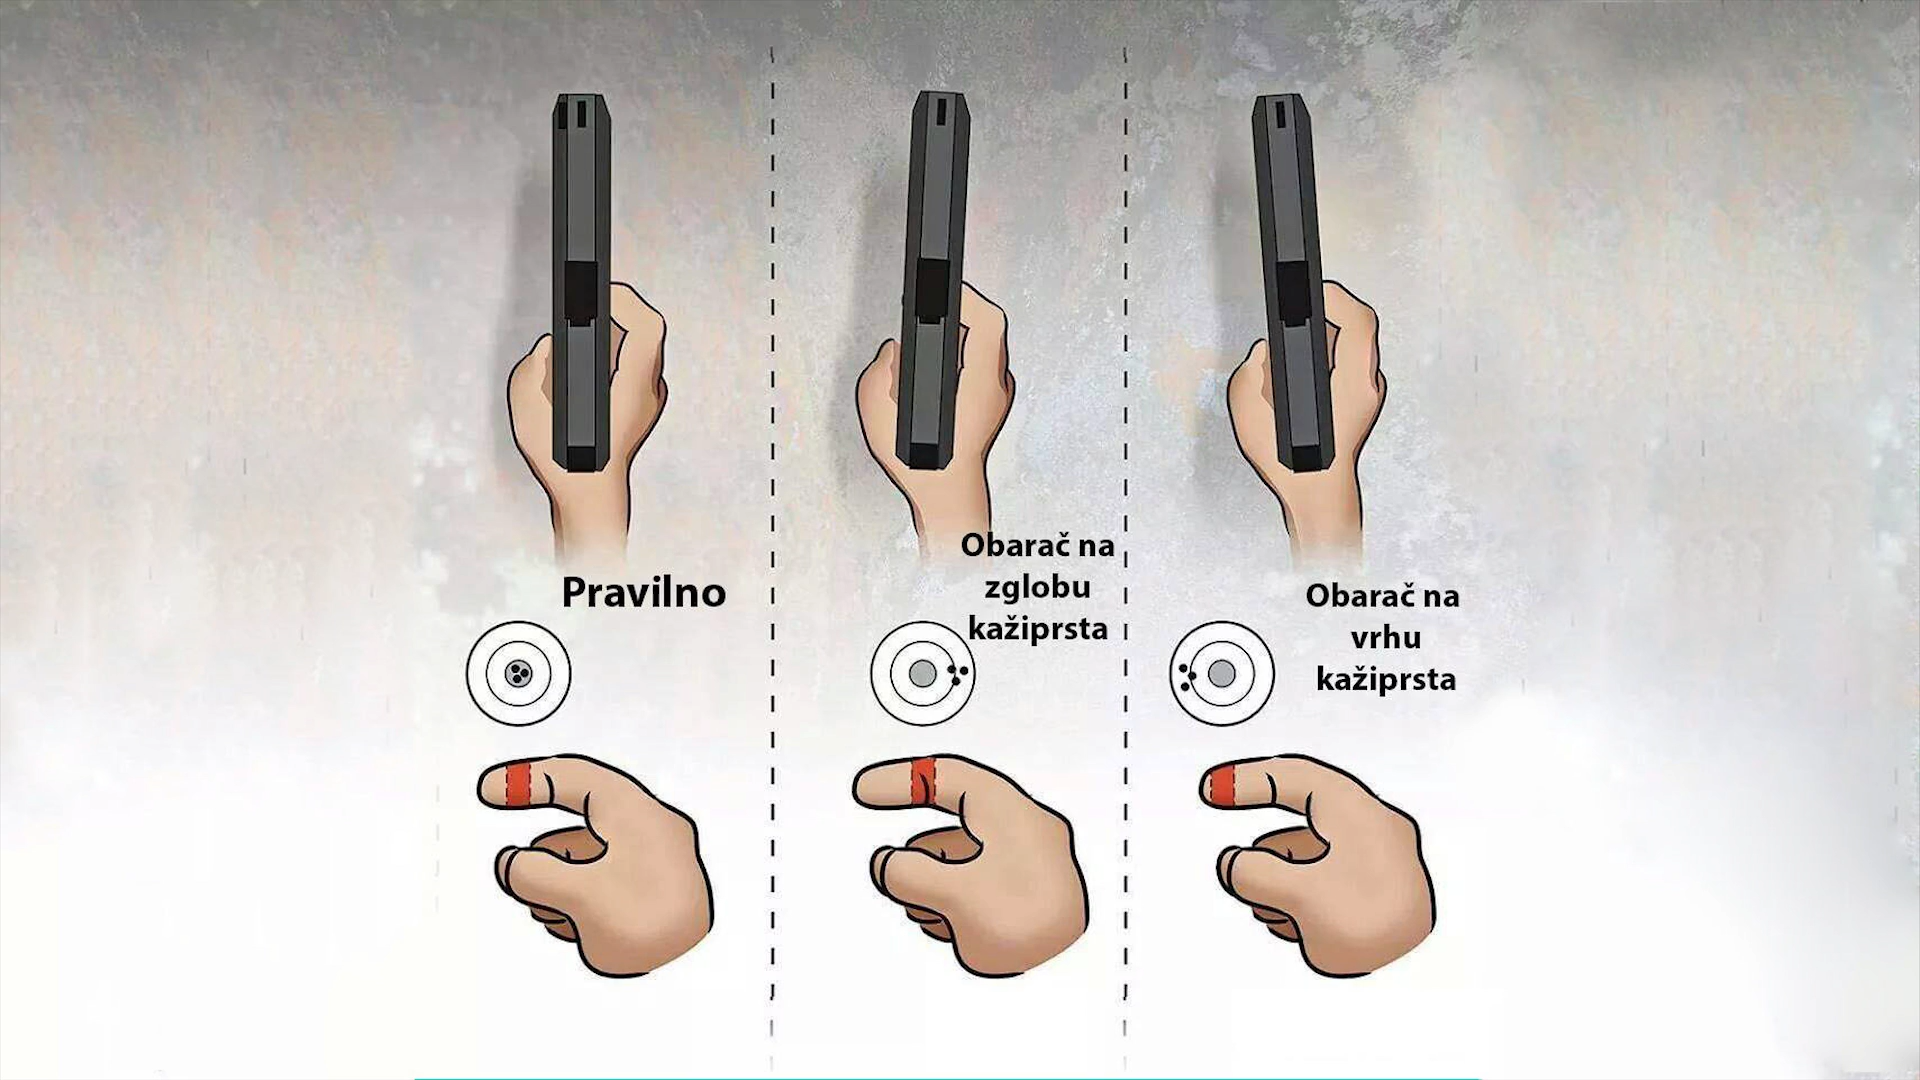 Pravilno
Obarač na
zglobu
kažiprsta
Obarač na
vrhu
kažiprsta